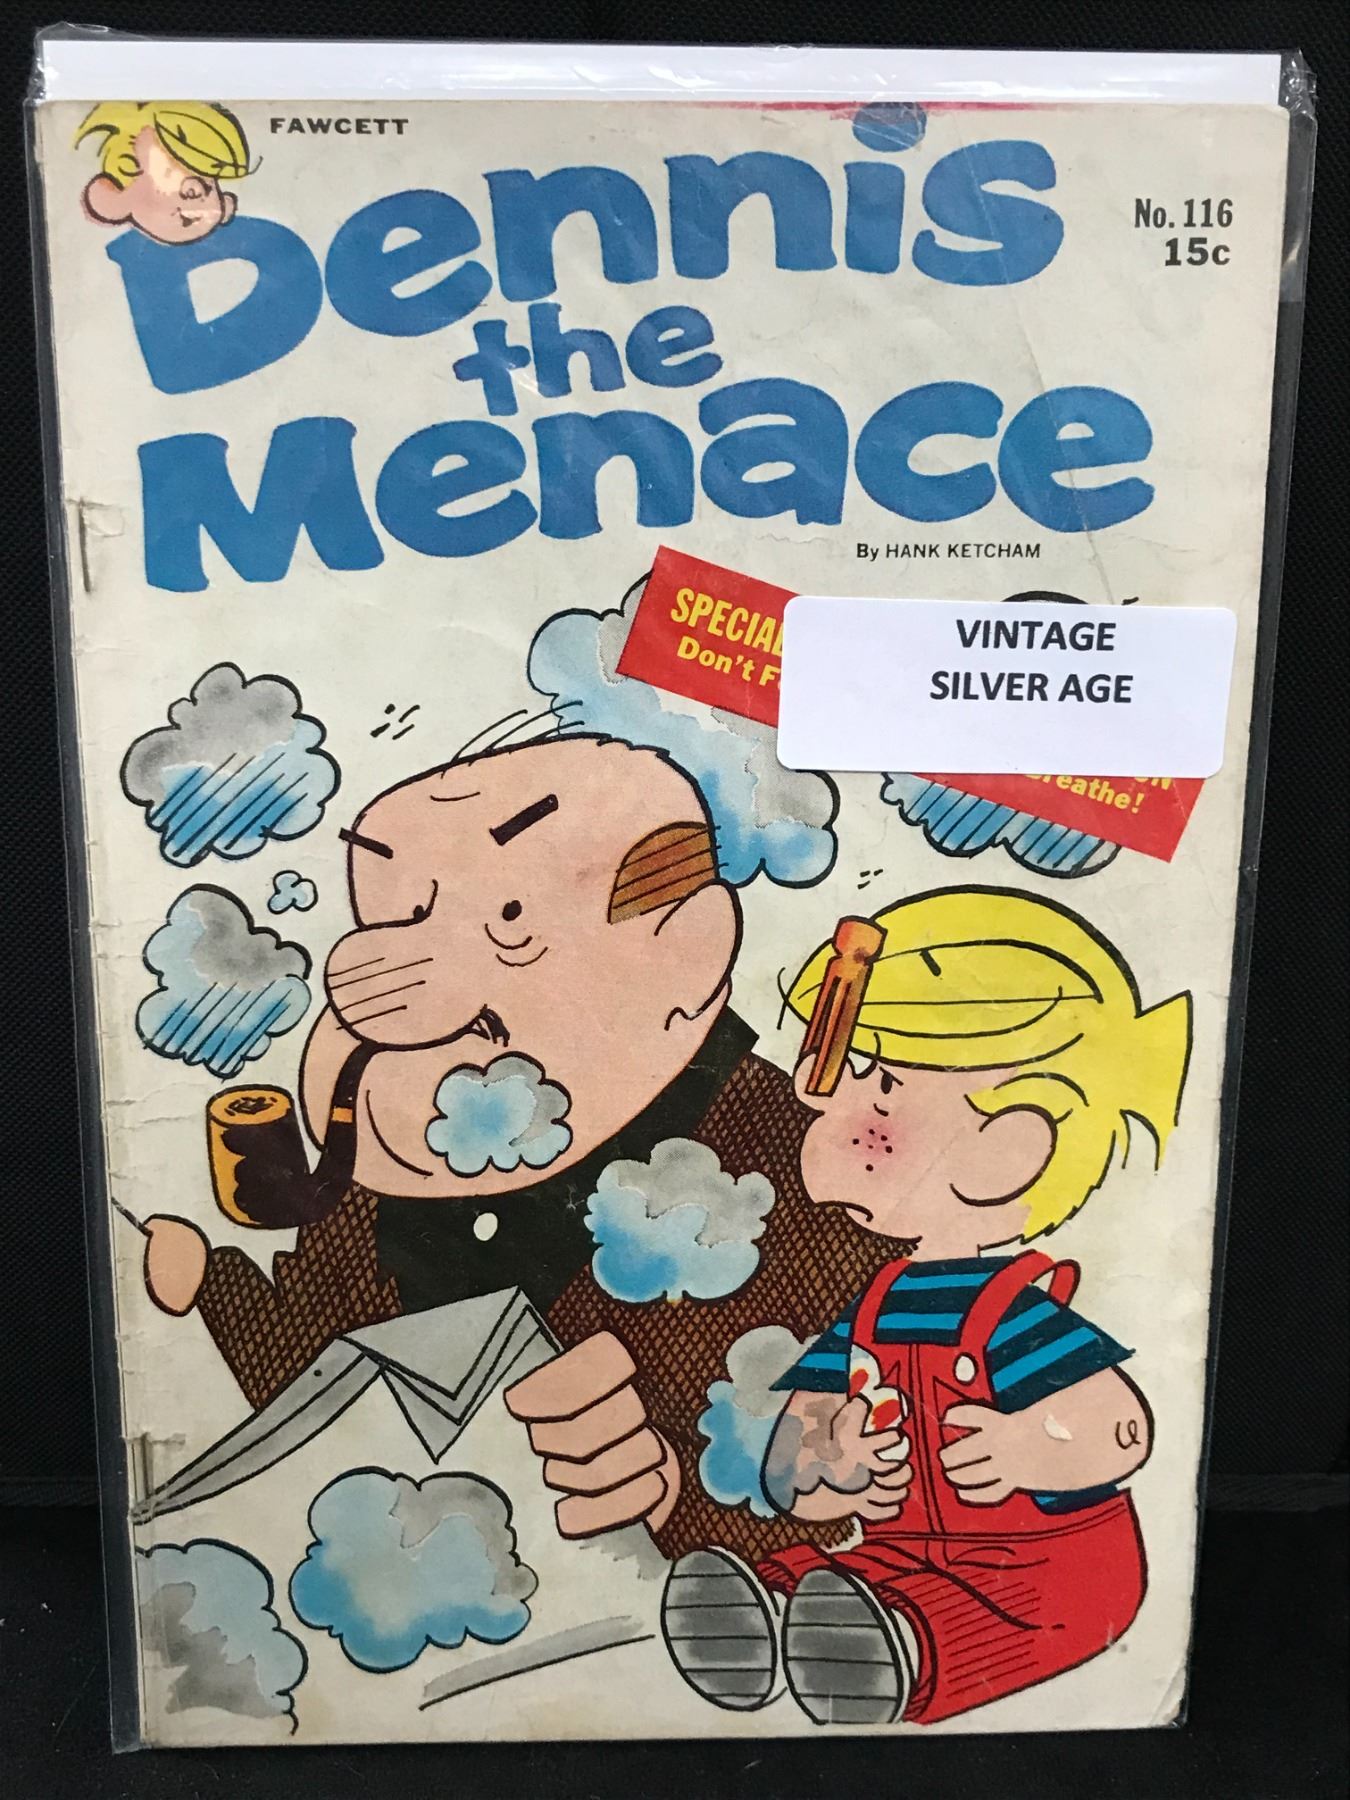 FAWCETT
Dennis
the
Menace
No. 116
15c
By HANK KETCHAM
SPECIAL
Don't
VINTAGE
SILVER AGE
Breathe!